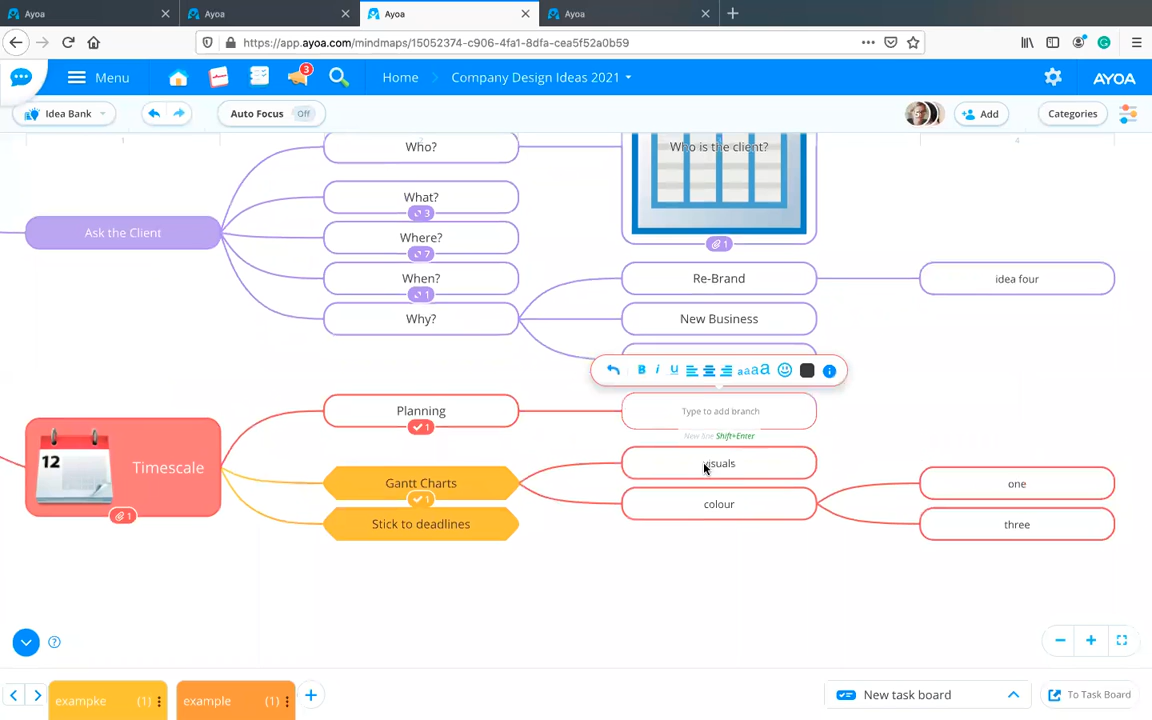 Ayoa
Ayoa
Ayoa
Ayoa
https://app.ayoa.com/mindmaps/15052374-c906-4fa1-8dfa-cea5f52a0b59
Menu
3
Home
Company Design Ideas 2021
AYOA
Idea Bank
Auto Focus
Off
Add
Categories
4
Who?
Who is the client?
What?
3
Ask the Client
Where?
7
1
When?
1
Re-Brand
idea four
Why?
New Business
B i U aaaa
Planning
1
Type to add branch
New line Shift+Enter
12
Timescale
1
Gantt Charts
1
visuals
one
Stick to deadlines
colour
three
exampke (1)
example (1)
New task board
To Task Board